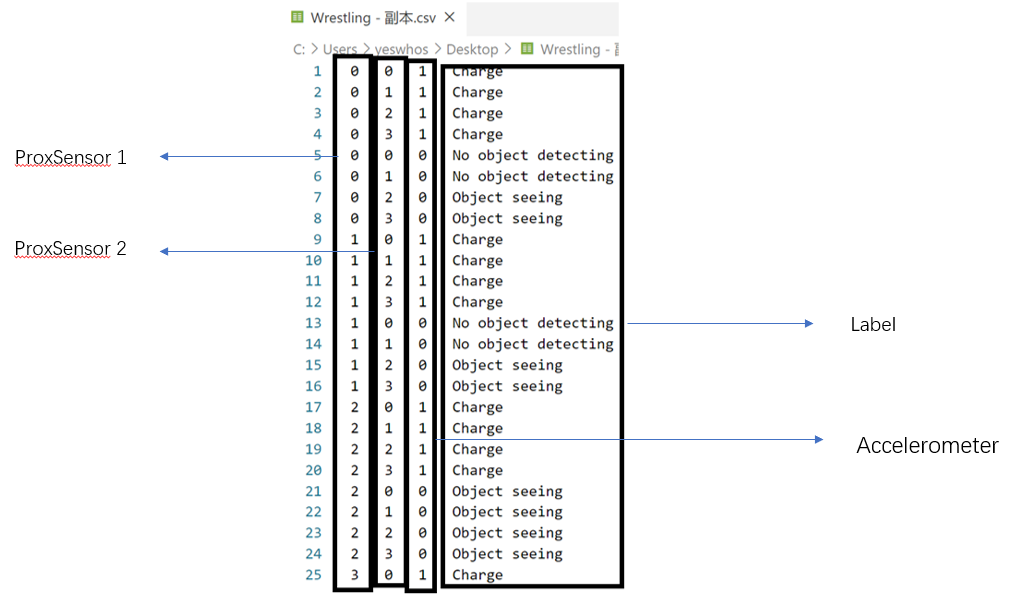 Wrestling - 副本.csv ×
C: > Users > yeswhos > Desktop > Wrestling -
1 0 0 1 Charge
2 0 1 1 Charge
3 0 2 1 Charge
4 0 3 1 Charge
5 0 0 0 No object detecting
6 0 1 0 No object detecting
7 0 2 0 Object seeing
8 0 3 0 Object seeing
9 1 0 1 Charge
10 1 1 1 Charge
11 1 2 1 Charge
12 1 3 1 Charge
13 1 0 0 No object detecting
14 1 1 0 No object detecting
15 1 2 0 Object seeing
16 1 3 0 Object seeing
17 2 0 1 Charge
18 2 1 1 Charge
19 2 2 1 Charge
20 2 3 1 Charge
21 2 0 0 Object seeing
22 2 1 0 Object seeing
23 2 2 0 Object seeing
24 2 3 0 Object seeing
25 3 0 1 Charge
ProxSensor 1
ProxSensor 2
Label
Accelerometer